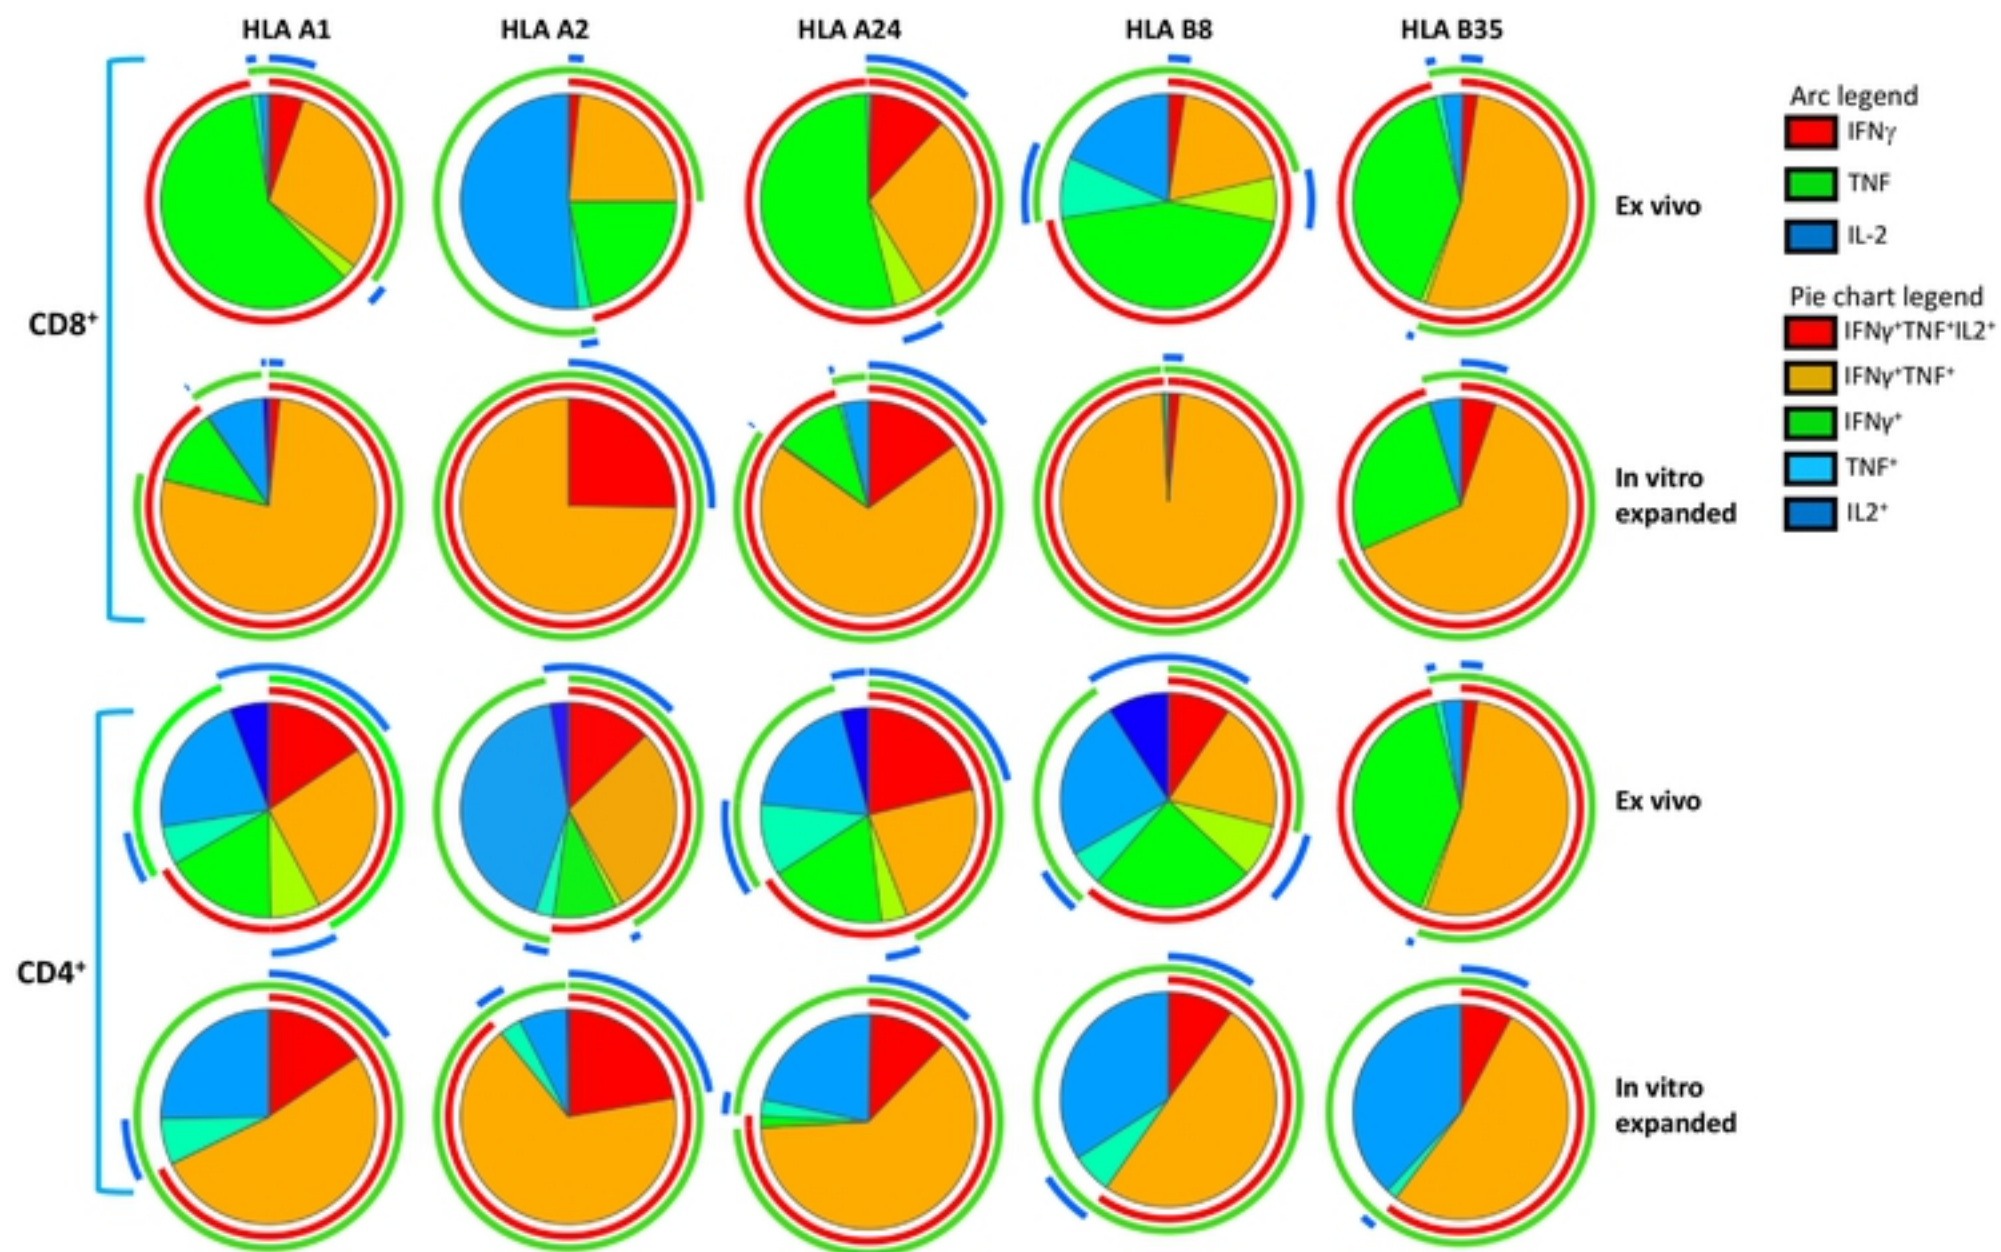 HLA A1
HLA A2
HLA A24
HLA B8
HLA B35
CD8⁺
Ex vivo
In vitro
expanded
CD4⁺
Ex vivo
In vitro
expanded
Arc legend
IFNγ
TNF
IL-2
Pie chart legend
IFNγ⁺TNF⁺IL2⁺
IFNγ⁺TNF⁺
IFNγ⁺
TNF⁺
IL2⁺